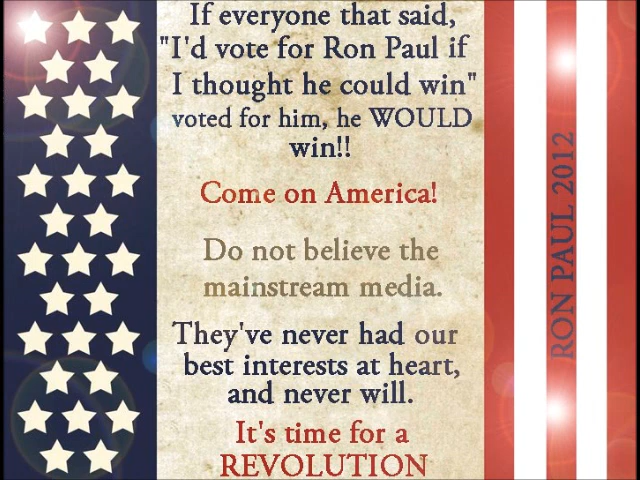 If everyone that said,
"I'd vote for Ron Paul if
I thought he could win"
voted for him, he WOULD
win!!
Come on America!
Do not believe the
mainstream media.
They've never had our
best interests at heart,
and never will.
It's time for a
REVOLUTION
RON PAUL 2012